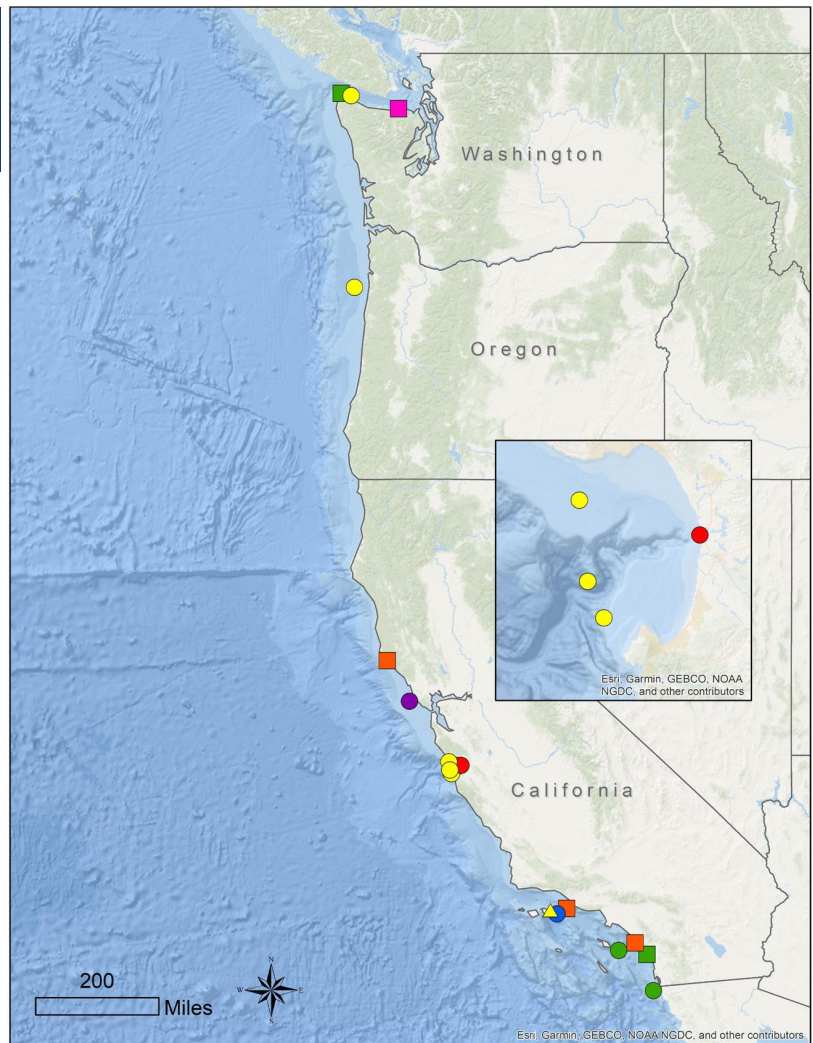 Washington
Oregon
Esri, Garmin, GEBCO, NOAA
NGDC, and other contributors
California
N
W
E
S
200
Miles
Esri, Garmin, GEBCO, NOAA NGDC, and other contributors